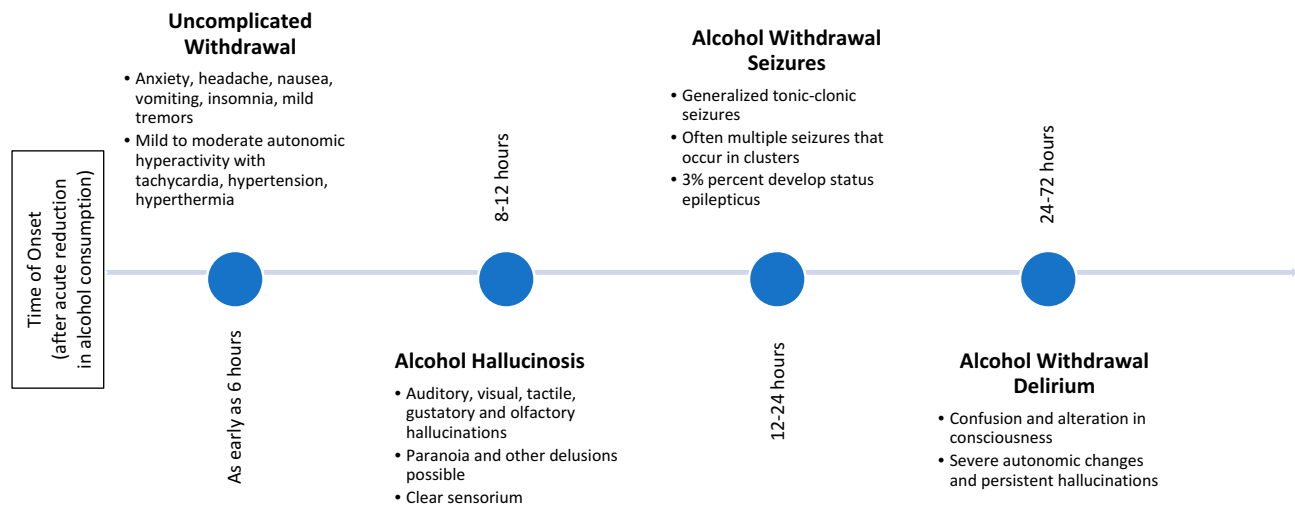 Time of Onset
(after acute reduction
in alcohol consumption)
Uncomplicated
Withdrawal
• Anxiety, headache, nausea,
vomiting, insomnia, mild
tremors
• Mild to moderate autonomic
hyperactivity with
tachycardia, hypertension,
hyperthermia
As early as 6 hours
8-12 hours
Alcohol Hallucinosis
• Auditory, visual, tactile,
gustatory and olfactory
hallucinations
• Paranoia and other delusions
possible
• Clear sensorium
Alcohol Withdrawal
Seizures
• Generalized tonic-clonic
seizures
• Often multiple seizures that
occur in clusters
• 3% percent develop status
epilepticus
12-24 hours
24-72 hours
Alcohol Withdrawal
Delirium
• Confusion and alteration in
consciousness
• Severe autonomic changes
and persistent hallucinations